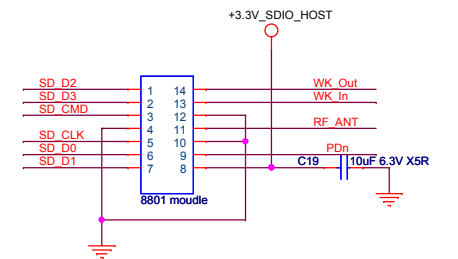 +3.3V_SDIO_HOST
SD_D2 1 14 WK_Out
SD_D3 2 13 WK_In
SD_CMD 3 12
4 11 RF_ANT
SD_CLK 5 10
SD_D0 6 9 PDn
SD_D1 7 8 C19 10uF 6.3V X5R
8801 moudle